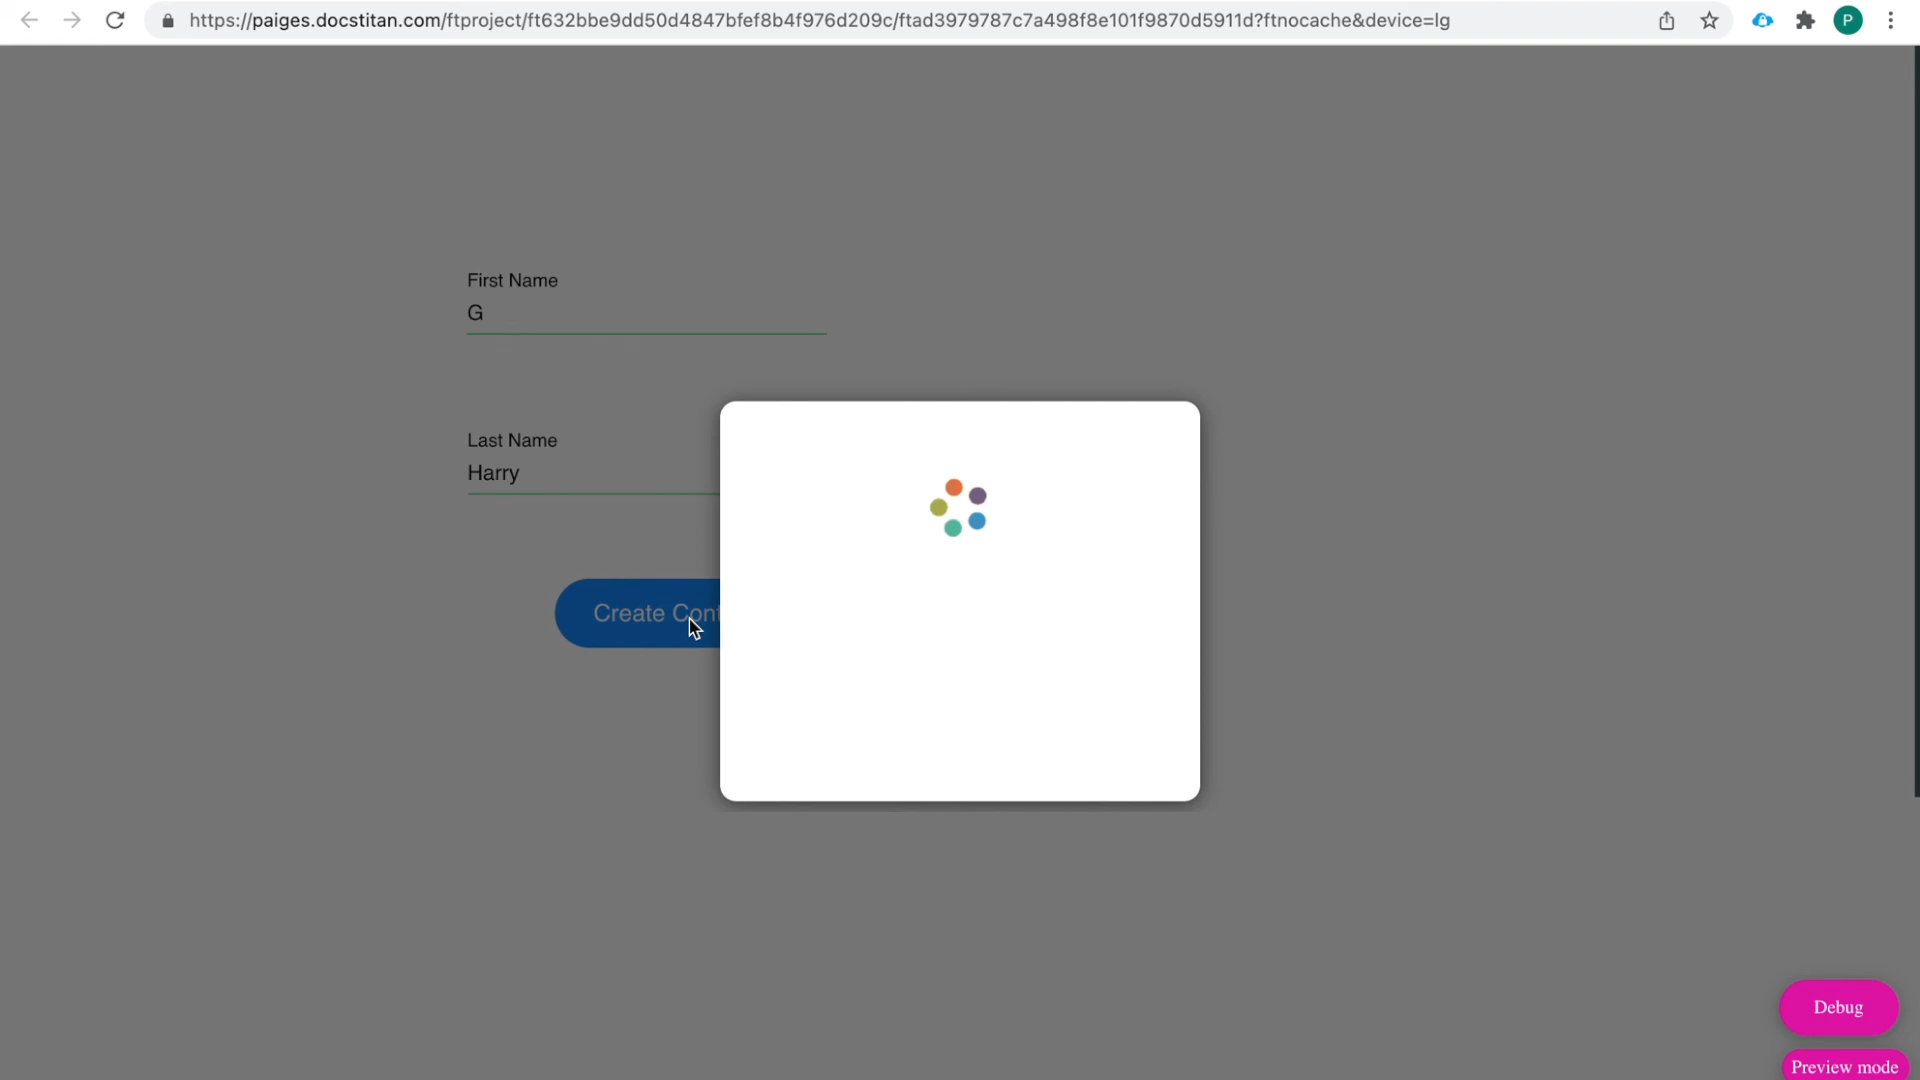 https://paiges.docstitan.com/ftproject/ft632bbe9dd50d4847bfef8b4f976d209c/ftad3979787c7a498f8e101f9870d5911d?ftnocache&device=lg
P
First Name
G
Last Name
Harry
Create Cont
Debug
Preview mode